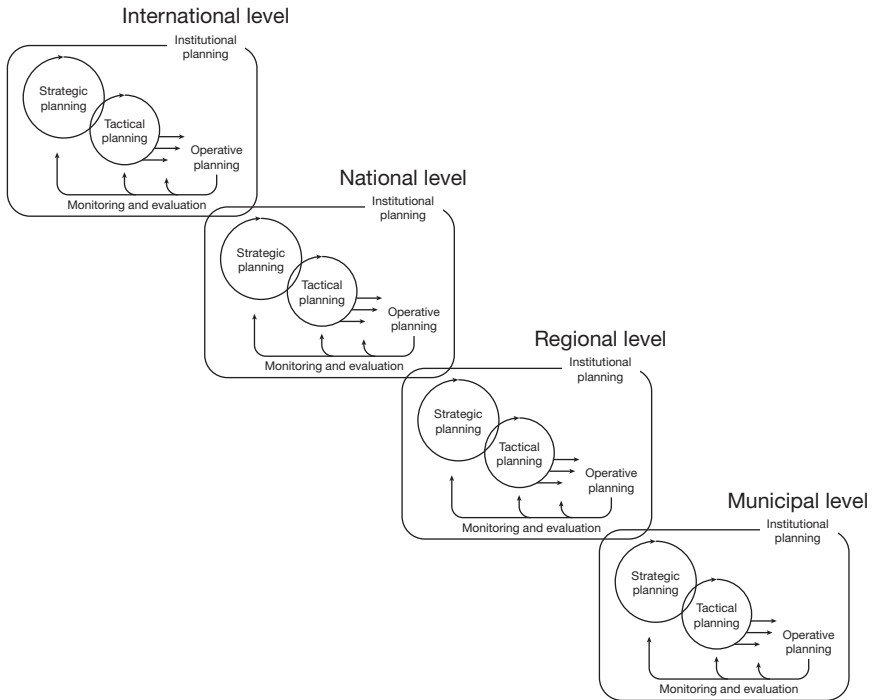 International level
Institutional
planning
Strategic
planning
Tactical
planning
Operative
planning
Monitoring and evaluation
National level
Institutional
planning
Strategic
planning
Tactical
planning
Operative
planning
Monitoring and evaluation
Regional level
Institutional
planning
Strategic
planning
Tactical
planning
Operative
planning
Monitoring and evaluation
Municipal level
Institutional
planning
Strategic
planning
Tactical
planning
Operative
planning
Monitoring and evaluation